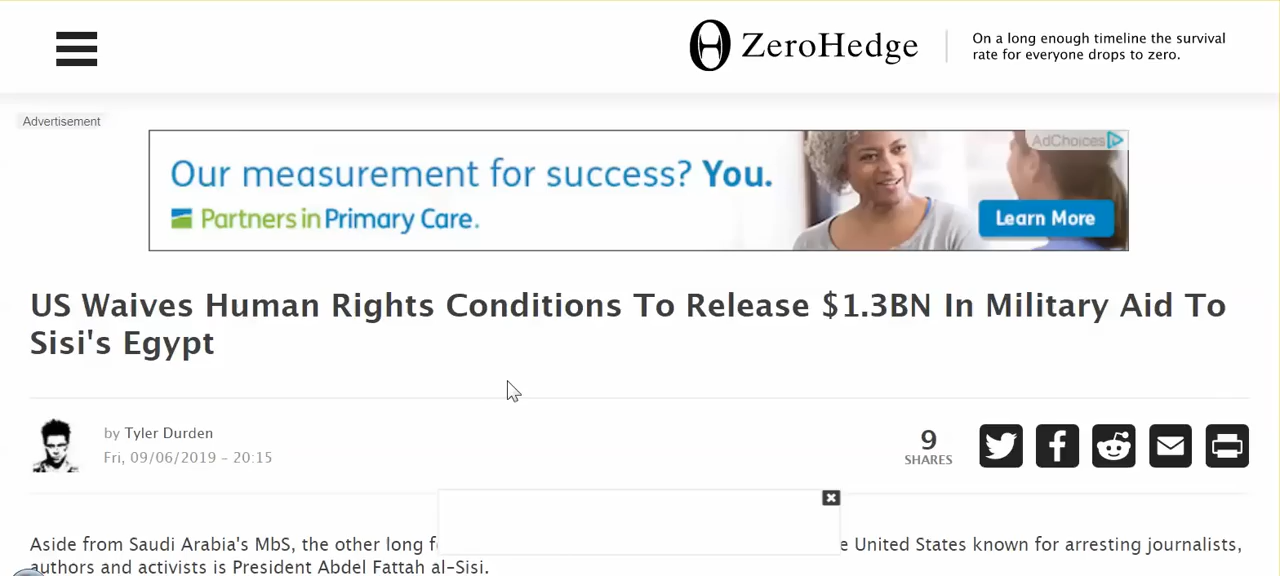 ZeroHedge
On a long enough timeline the survival
rate for everyone drops to zero.
Advertisement
AdChoices
Our measurement for success? You.
Partners in Primary Care.
Learn More
US Waives Human Rights Conditions To Release $1.3BN In Military Aid To
Sisi's Egypt
by Tyler Durden
Fri, 09/06/2019 - 20:15
9
SHARES
Aside from Saudi Arabia's MbS, the other long United States known for arresting journalists,
authors and activists is President Abdel Fattah al-Sisi.